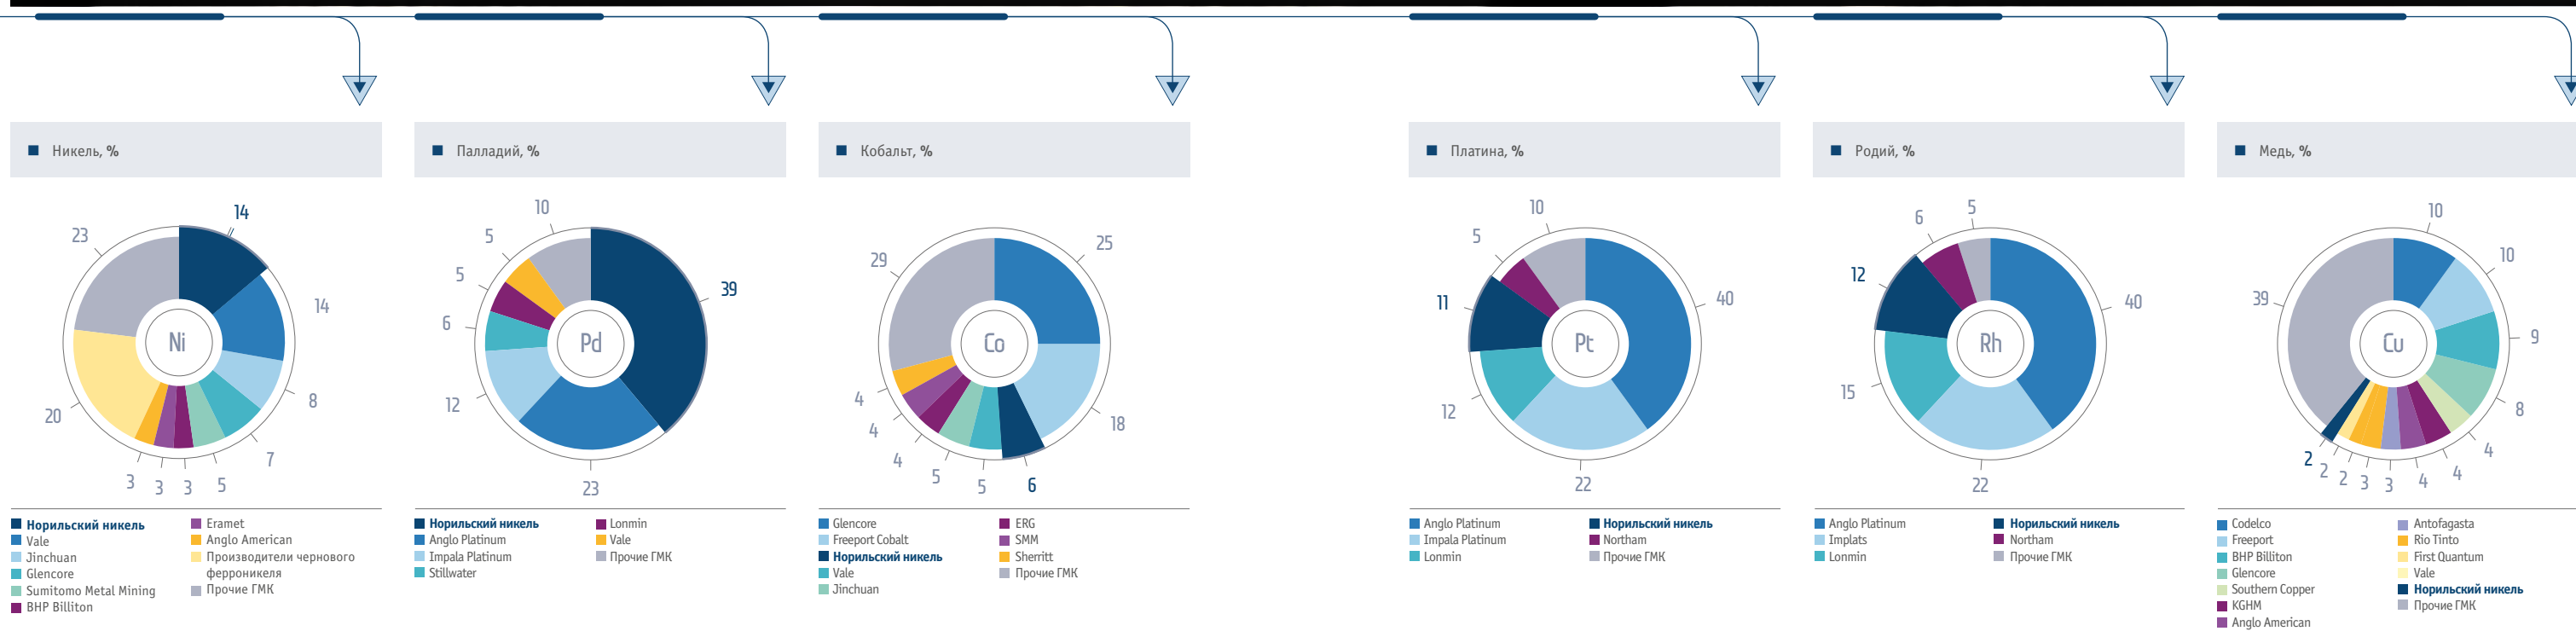 Никель, %
14
14
8
7
5
3
3
3
20
23
Ni
Норильский никель
Vale
Jinchuan
Glencore
Sumitomo Metal Mining
BHP Billiton
Eramet
Anglo American
Производители чернового
ферроникеля
Прочие ГМК
Палладий, %
39
23
12
6
5
5
10
Pd
Норильский никель
Anglo Platinum
Impala Platinum
Stillwater
Lonmin
Vale
Прочие ГМК
Кобальт, %
25
18
6
5
5
4
4
4
29
Co
Glencore
Freeport Cobalt
Норильский никель
Vale
Jinchuan
ERG
SMM
Sherritt
Прочие ГМК
Платина, %
40
22
12
11
5
10
Pt
Anglo Platinum
Impala Platinum
Lonmin
Норильский никель
Northam
Прочие ГМК
Родий, %
40
22
15
12
6
5
Rh
Anglo Platinum
Implats
Lonmin
Норильский никель
Northam
Прочие ГМК
Медь, %
10
10
9
8
4
4
4
3
3
2
2
2
39
Cu
Codelco
Freeport
BHP Billiton
Glencore
Southern Copper
KGHM
Anglo American
Antofagasta
Rio Tinto
First Quantum
Vale
Норильский никель
Прочие ГМК